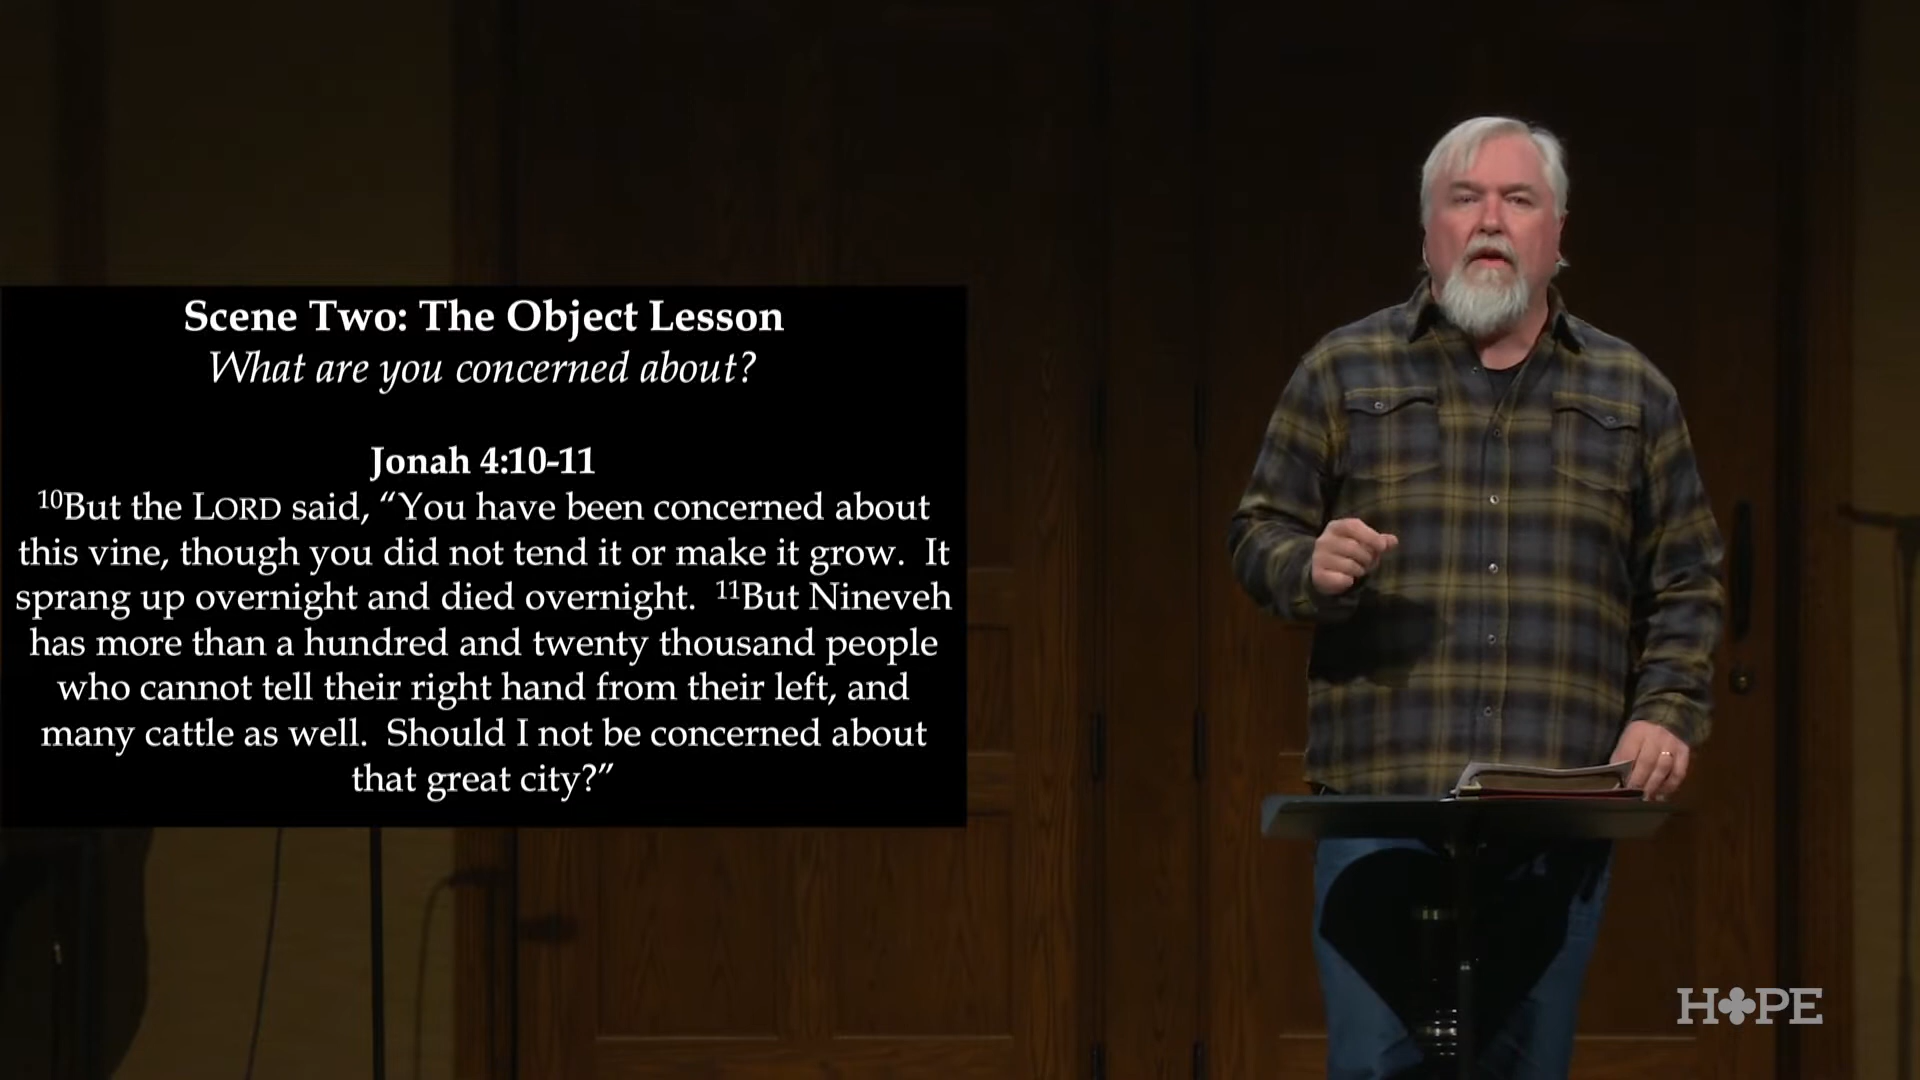 Scene Two: The Object Lesson
What are you concerned about?
Jonah 4:10-11
10But the LORD said, “You have been concerned about
this vine, though you did not tend it or make it grow.  It
sprang up overnight and died overnight.  11But Nineveh
has more than a hundred and twenty thousand people
who cannot tell their right hand from their left, and
many cattle as well.  Should I not be concerned about
that great city?”
HOPE